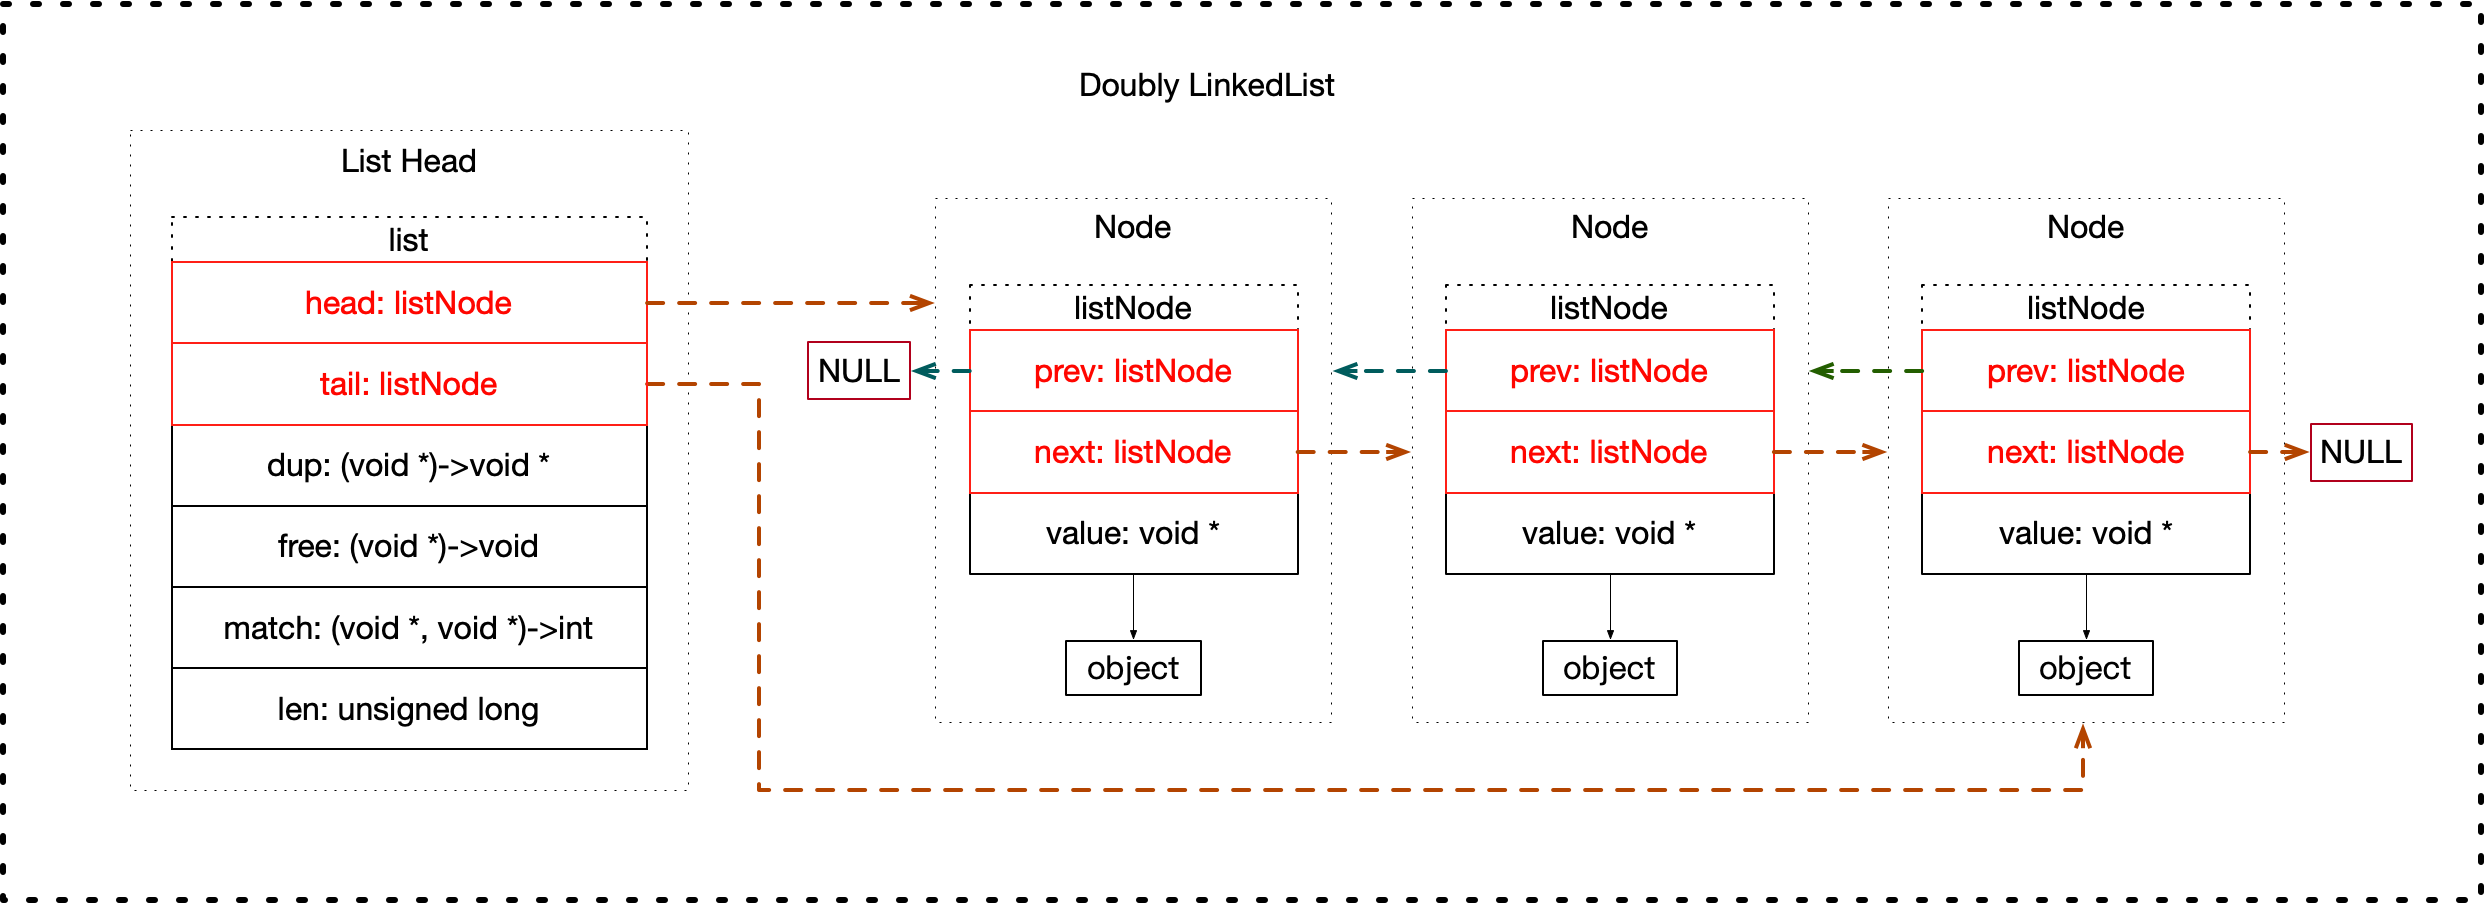 Doubly LinkedList
List Head
list
head: listNode
tail: listNode
dup: (void *)->void *
free: (void *)->void
match: (void *, void *)->int
len: unsigned long
NULL
Node
listNode
prev: listNode
next: listNode
value: void *
object
Node
listNode
prev: listNode
next: listNode
value: void *
object
Node
listNode
prev: listNode
next: listNode
value: void *
object
NULL